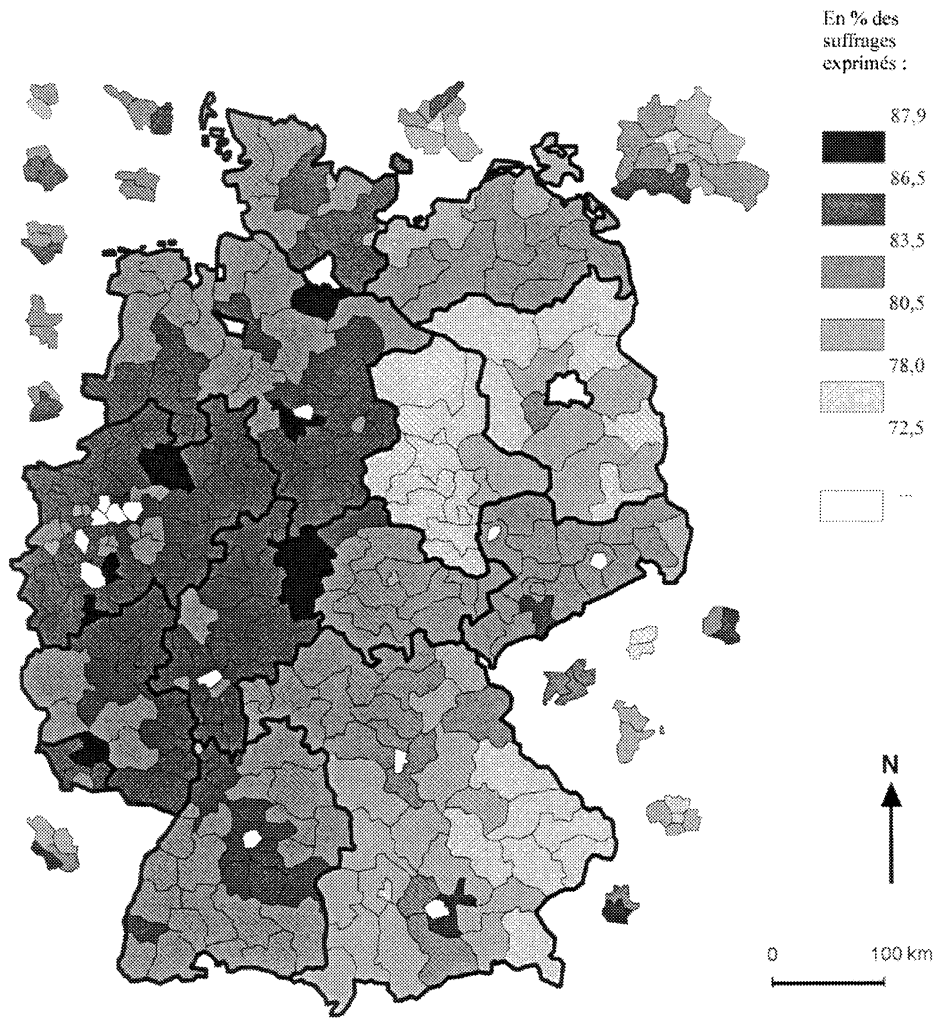 En % des
suffrages
exprimés :
87,9
86,5
83,5
80,5
78,0
72,5
...
N
0 100 km